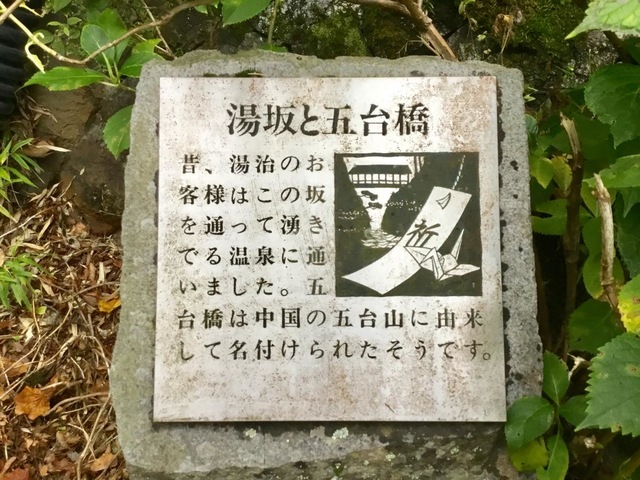 湯坂と五台橋
昔、湯治のお
客様はこの坂
を通って湧き
でる温泉に通
いました。五
台橋は中国の五台山に由来
して名付けられたそうです。
祈